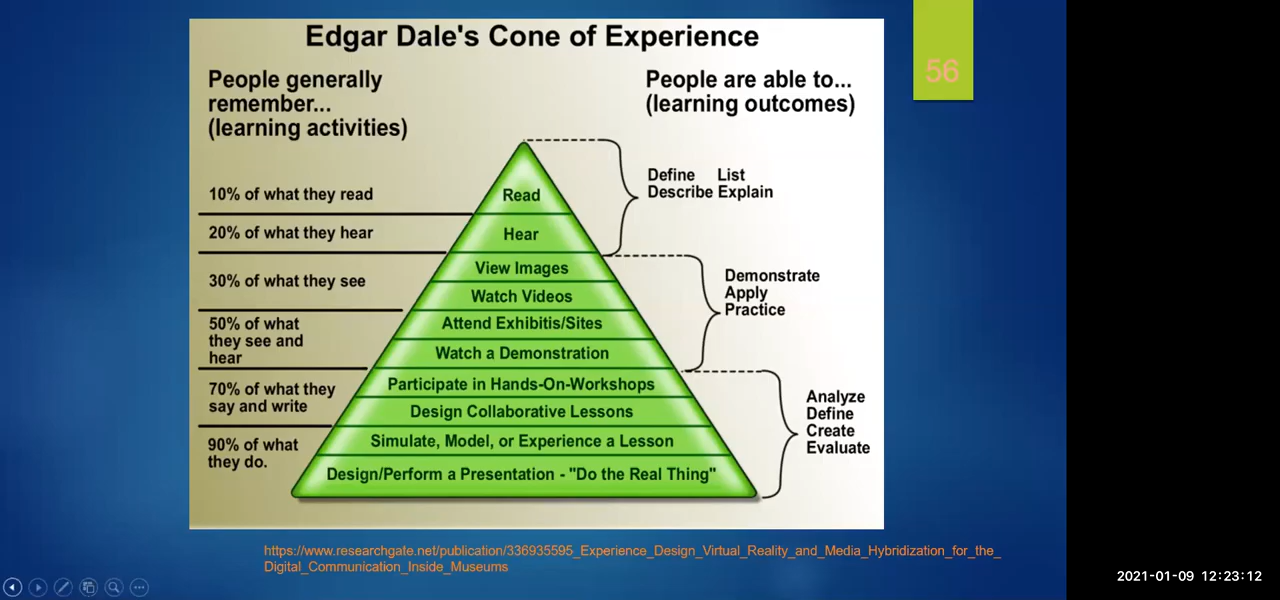 Edgar Dale's Cone of Experience
56
People generally
remember...
(learning activities)
People are able to...
(learning outcomes)
10% of what they read
20% of what they hear
30% of what they see
50% of what
they see and
hear
70% of what they
say and write
90% of what
they do.
Read
Hear
View Images
Watch Videos
Attend Exhibitis/Sites
Watch a Demonstration
Participate in Hands-On-Workshops
Design Collaborative Lessons
Simulate, Model, or Experience a Lesson
Design/Perform a Presentation - "Do the Real Thing"
Define List
Describe Explain
Demonstrate
Apply
Practice
Analyze
Define
Create
Evaluate
https://www.researchgate.net/publication/336935595_Experience_Design_Virtual_Reality_and_Media_Hybridization_for_the_
Digital_Communication_Inside_Museums
2021-01-09 12:23:12